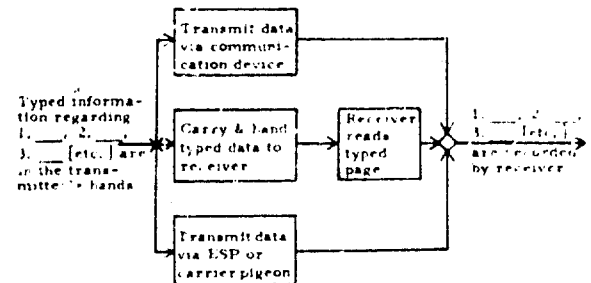 Transmit data
via communi-
cation device
Typed informa-
tion regarding
1. ___, 2. ___,
3. ___ [etc.] are
in the trans-
mitter's hands
Carry & hand
typed data to
receiver
Receiver
reads
typed
page
1. ___, 2. ___,
3. ___ [etc.]
are recorded
by receiver
Transmit data
via ESP or
carrier pigeon